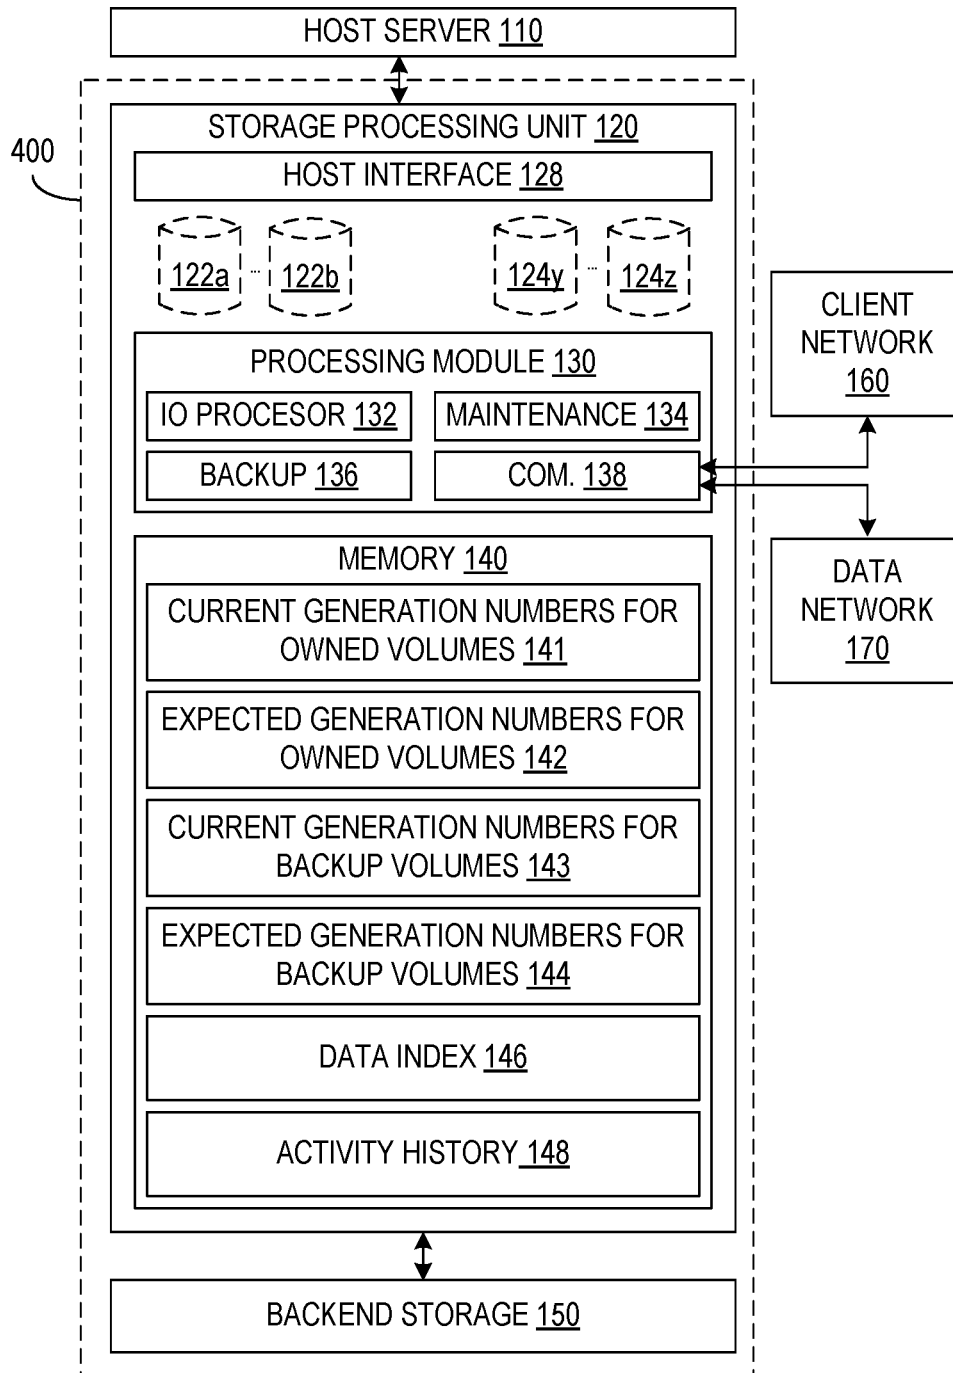 HOST SERVER 110
400
STORAGE PROCESSING UNIT 120
HOST INTERFACE 128
122a ... 122b 124y ... 124z
PROCESSING MODULE 130
IO PROCESOR 132
MAINTENANCE 134
BACKUP 136
COM. 138
CLIENT
NETWORK
160
DATA
NETWORK
170
MEMORY 140
CURRENT GENERATION NUMBERS FOR
OWNED VOLUMES 141
EXPECTED GENERATION NUMBERS FOR
OWNED VOLUMES 142
CURRENT GENERATION NUMBERS FOR
BACKUP VOLUMES 143
EXPECTED GENERATION NUMBERS FOR
BACKUP VOLUMES 144
DATA INDEX 146
ACTIVITY HISTORY 148
BACKEND STORAGE 150